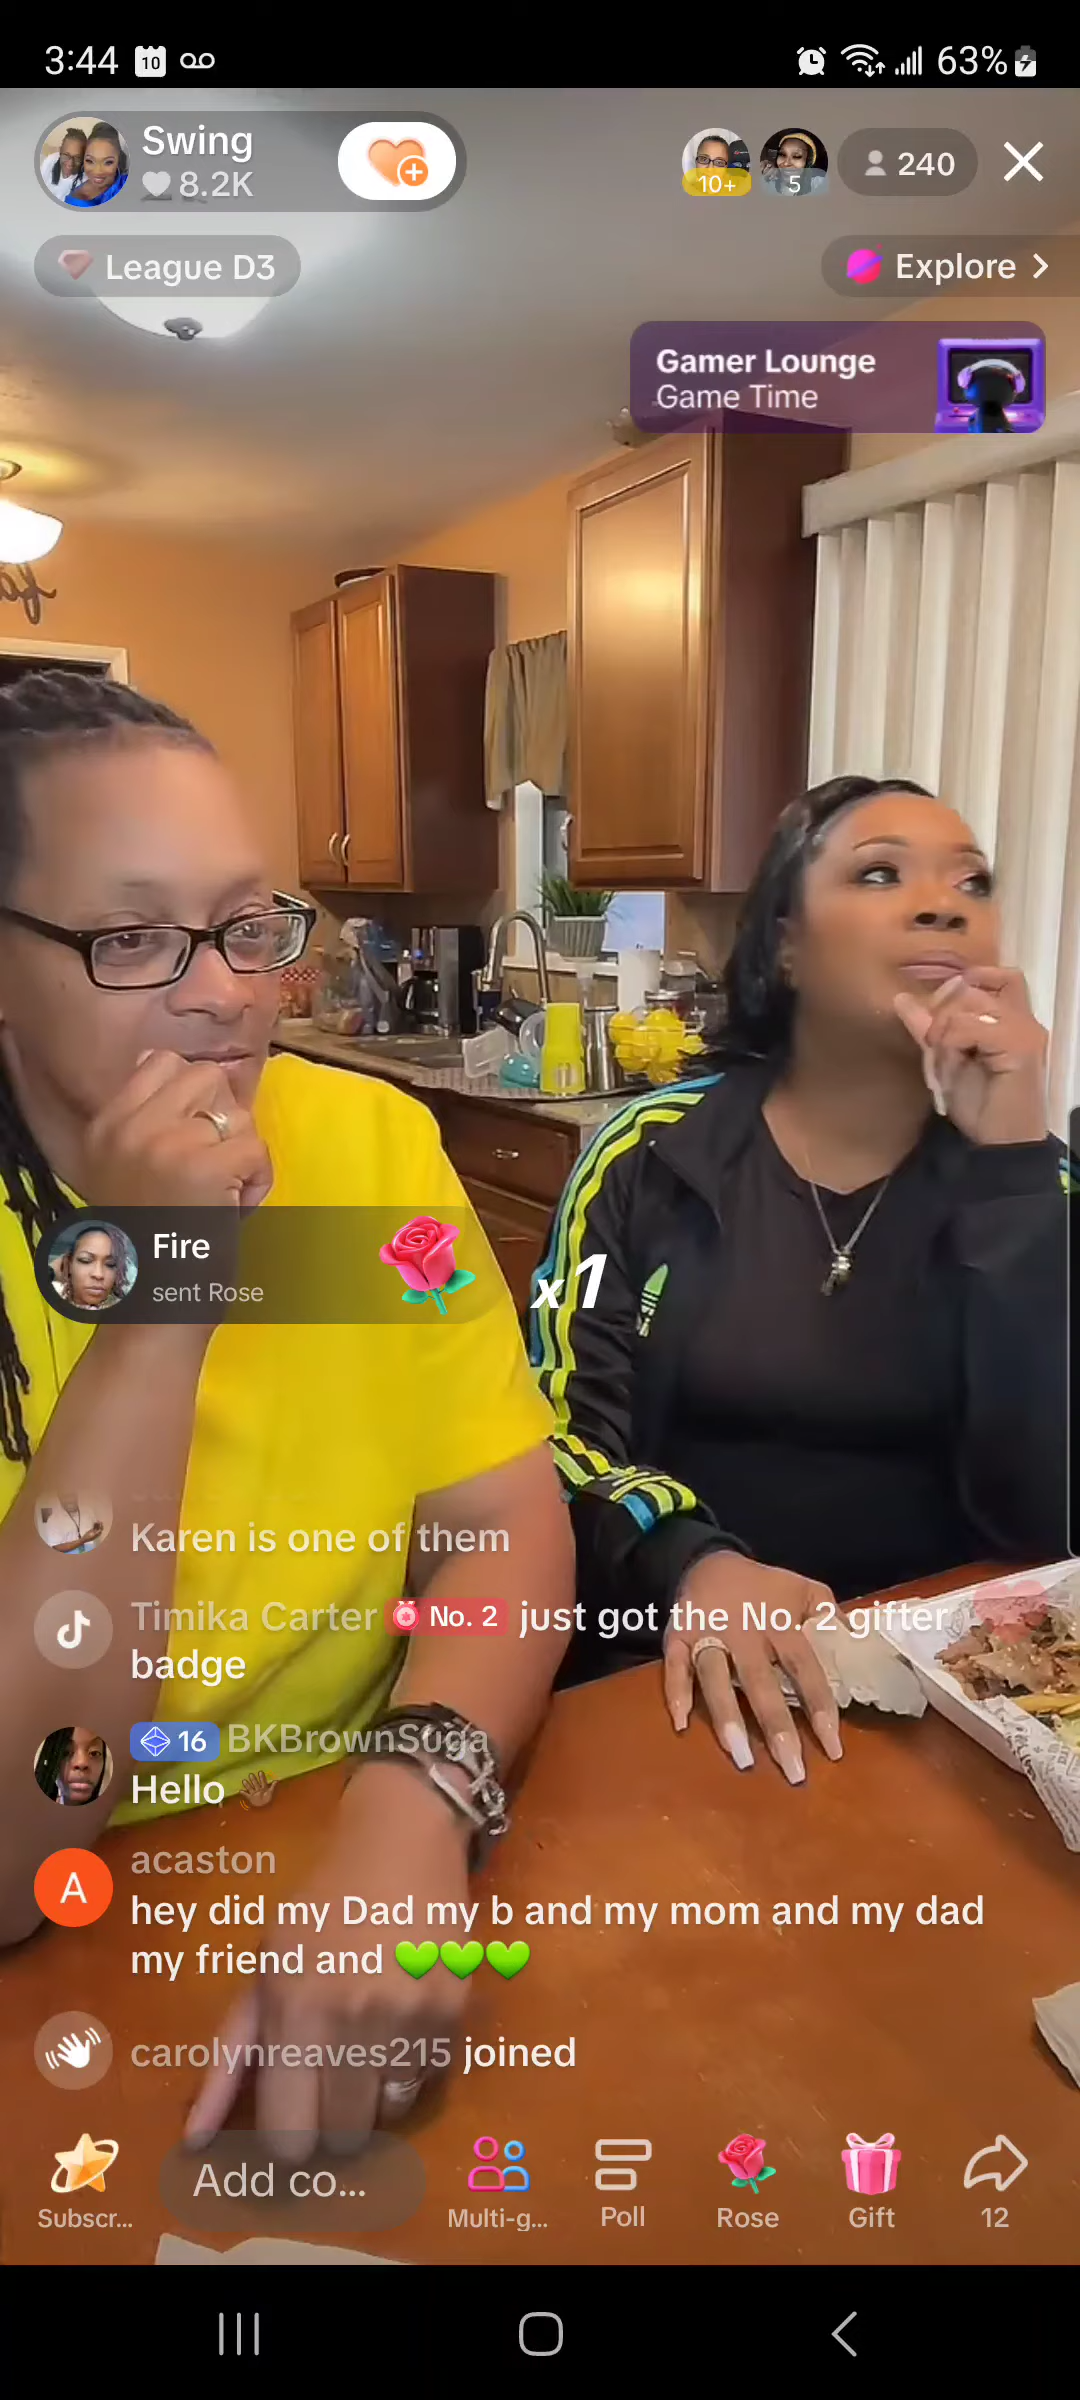 3:44 10 63%
Swing
8.2K
10+ 5 240
League D3
Explore
Gamer Lounge
Game Time
Fire
sent Rose
x1
Karen is one of them
Timika Carter No. 2 just got the No. 2 gifter
badge
16 BKBrownSuga
Hello
A
acaston
hey did my Dad my b and my mom and my dad
my friend and
carolynreaves215 joined
Add co...
Subscr... Multi-g... Poll Rose Gift 12